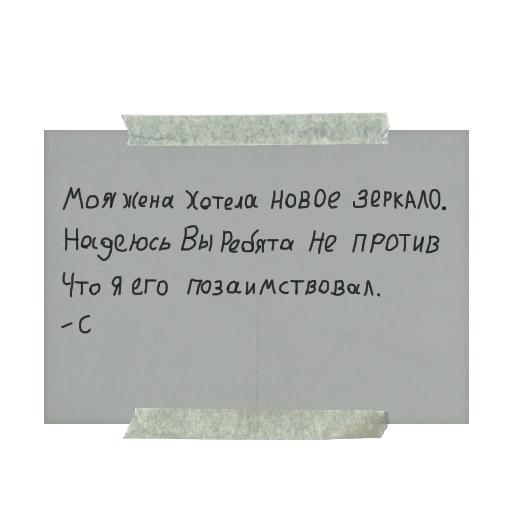 Моя жена хотела НОВОЕ ЗЕРКАЛО.
Надеюсь Вы Ребята Не ПРОТИВ
Что Я его позаимствовал.
- С